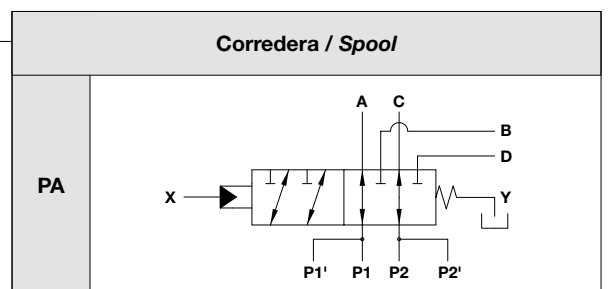 Corredera / Spool
PA
A C
B
D
X Y
P1' P1 P2 P2'